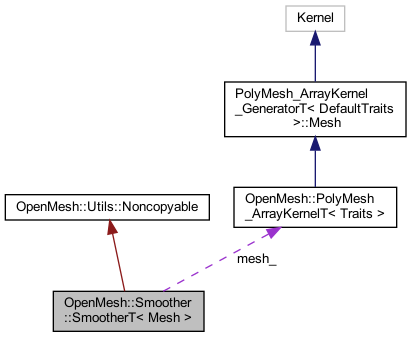 Kernel
PolyMesh_ArrayKernel
_GeneratorT< DefaultTraits
>::Mesh
OpenMesh::Utils::Noncopyable
OpenMesh::PolyMesh
_ArrayKernelT< Traits >
mesh_
OpenMesh::Smoother
::SmootherT< Mesh >